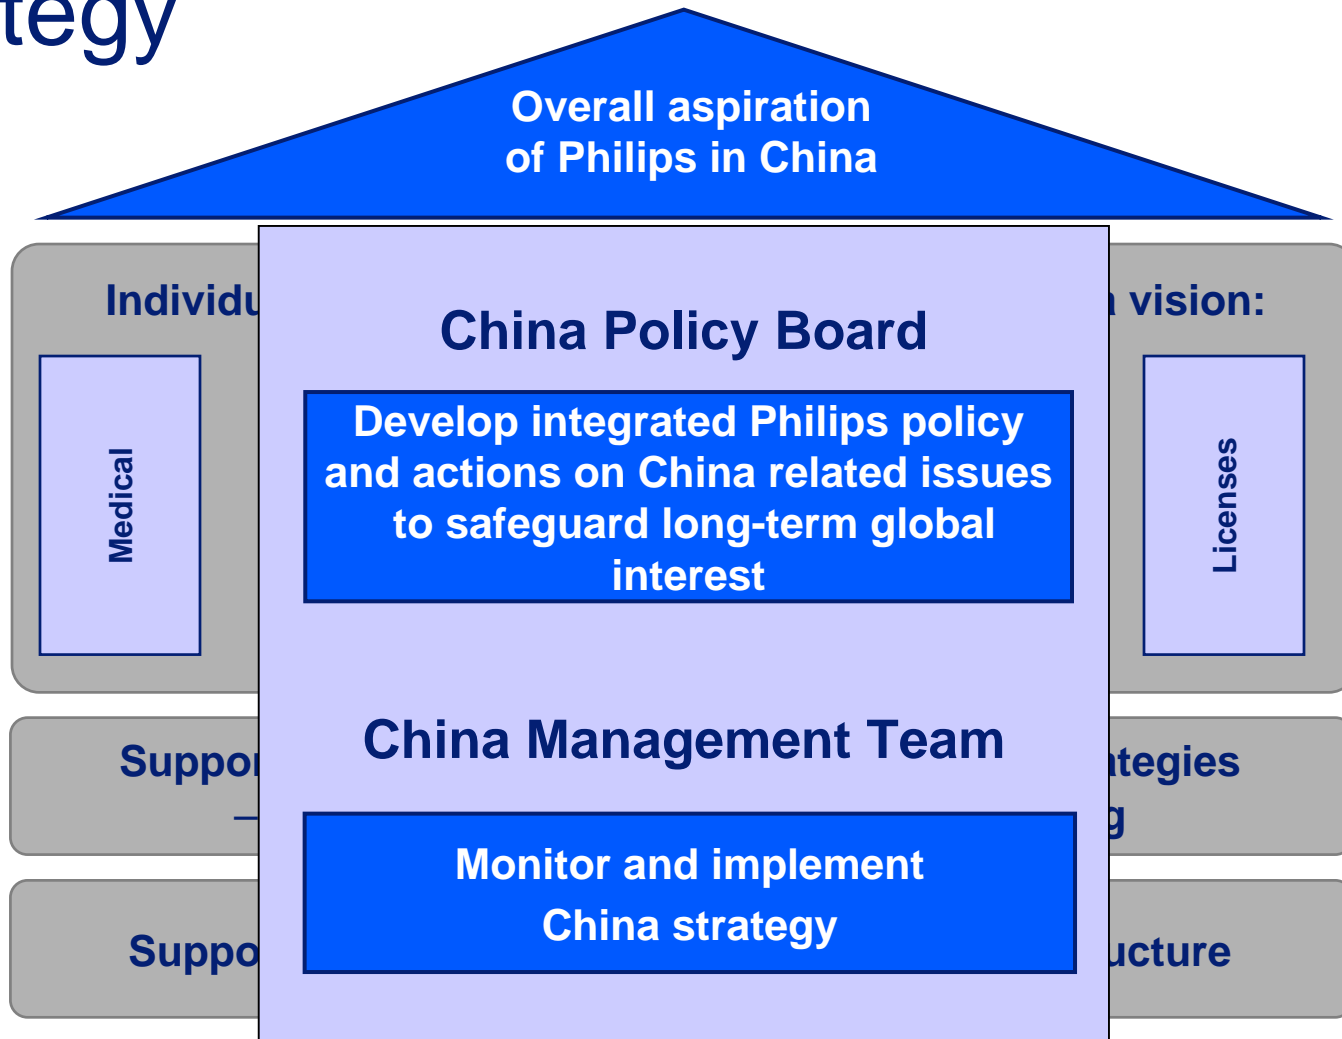 tegy
Overall aspiration
of Philips in China
Individu
vision:
China Policy Board
Develop integrated Philips policy
and actions on China related issues
to safeguard long-term global
interest
Medical
Licenses
China Management Team
Suppor
tegies
–
g
Monitor and implement
China strategy
Suppo
ucture